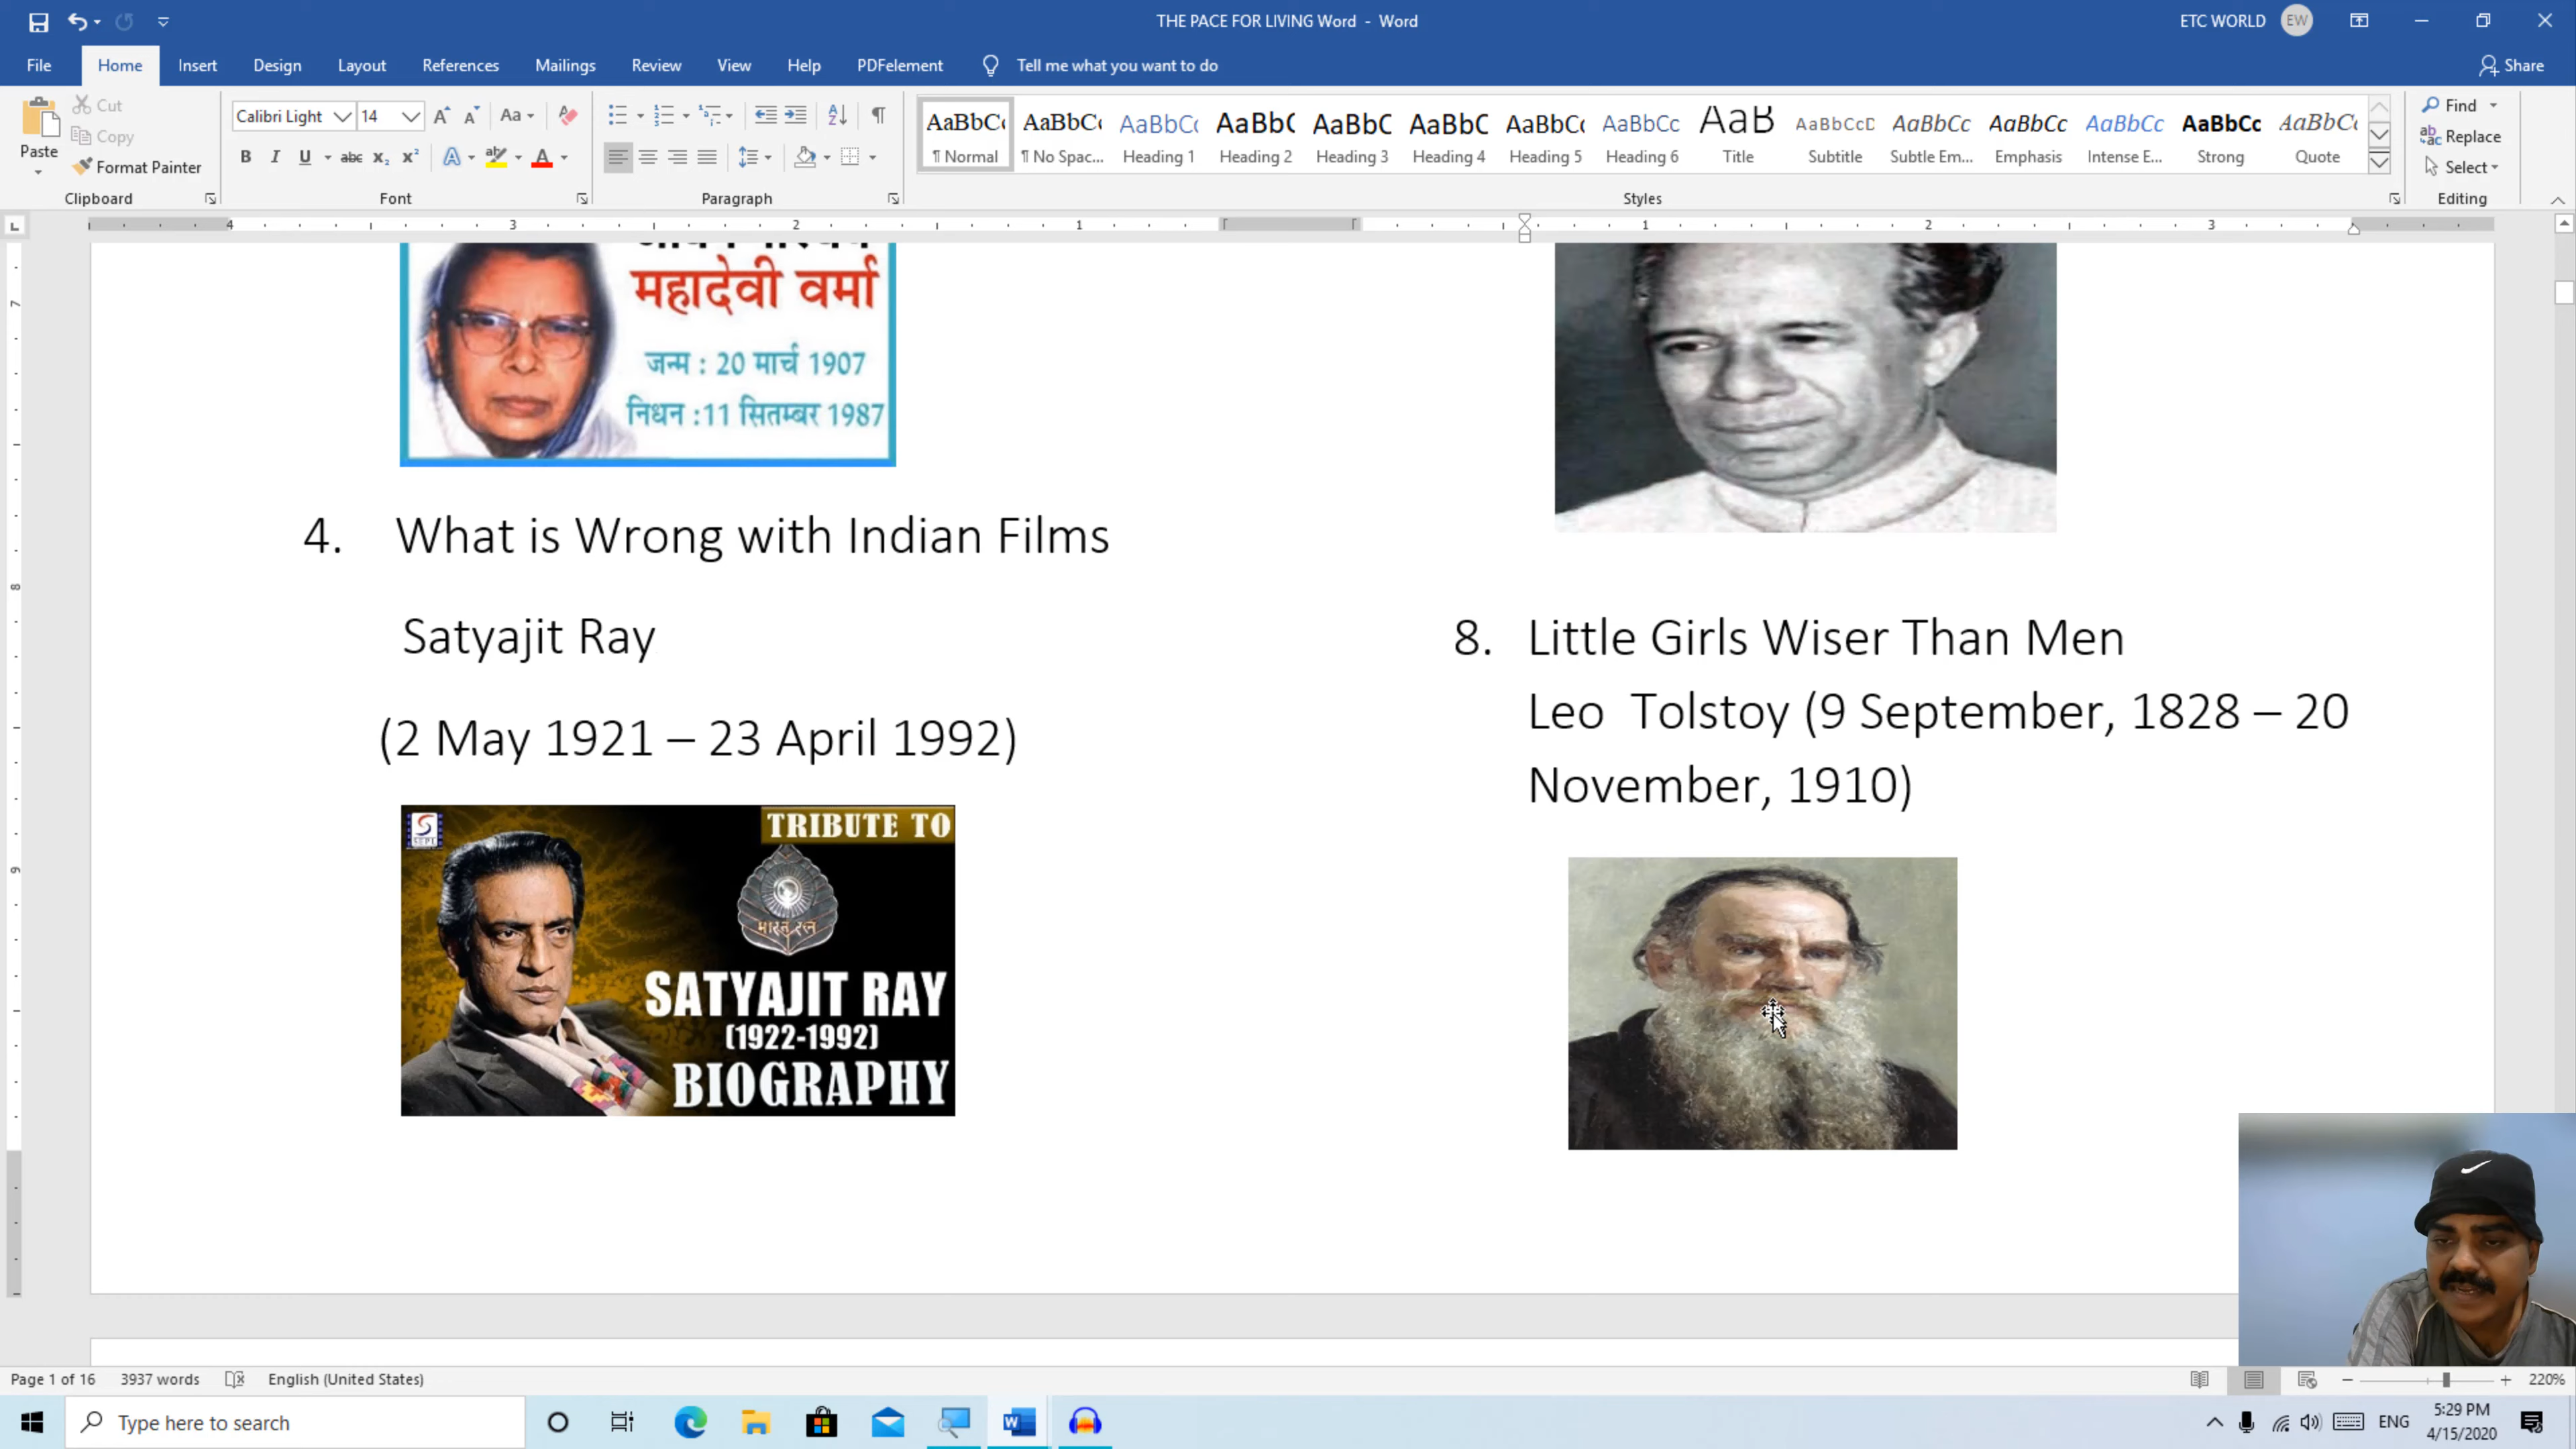 THE PACE FOR LIVING Word - Word
ETC WORLD
EW
File
Home
Insert
Design
Layout
References
Mailings
Review
View
Help
PDFelement
Tell me what you want to do
Share
Paste
Cut
Copy
Format Painter
Clipboard
Calibri Light
14
Font
Paragraph
AaBbCc
¶ Normal
¶ No Spac...
Heading 1
Heading 2
Heading 3
Heading 4
Heading 5
Heading 6
Title
Subtitle
Subtle Em...
Emphasis
Intense E...
Strong
Quote
Styles
Find
Replace
Select
Editing
महादेवी वर्मा
जन्म : 20 मार्च 1907
निधन :11 सितम्बर 1987
4. What is Wrong with Indian Films
Satyajit Ray
(2 May 1921 – 23 April 1992)
TRIBUTE TO
भारत रत्न
SATYAJIT RAY
(1922-1992)
BIOGRAPHY
8. Little Girls Wiser Than Men
Leo Tolstoy (9 September, 1828 – 20
November, 1910)
Page 1 of 16
3937 words
English (United States)
220%
Type here to search
ENG
5:29 PM
4/15/2020